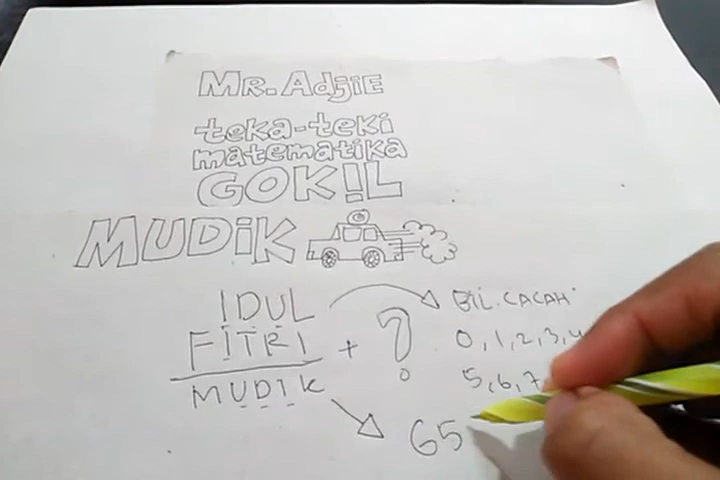 MR. AdjiE
teka-teki
matematika
GOK!L
MUDiK
IDUL
FITRI + ?
MUDIK
BIL. CACAH
0, 1, 2, 3, 4
5, 6, 7
65